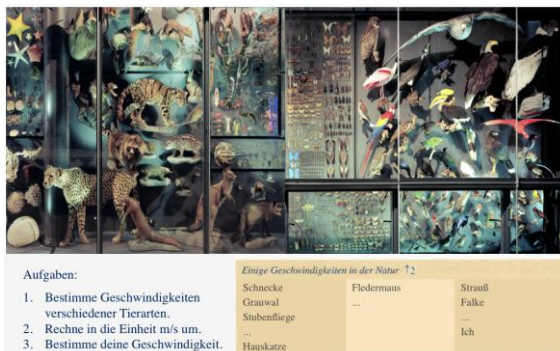 Aufgaben:
1. Bestimme Geschwindigkeiten
verschiedener Tierarten.
2. Rechne in die Einheit m/s um.
3. Bestimme deine Geschwindigkeit.
Einige Geschwindigkeiten in der Natur ↑2
Schnecke
Grauwal
Stubenfliege
...
Hauskatze
Fledermaus
...
Strauß
Falke
...
Ich